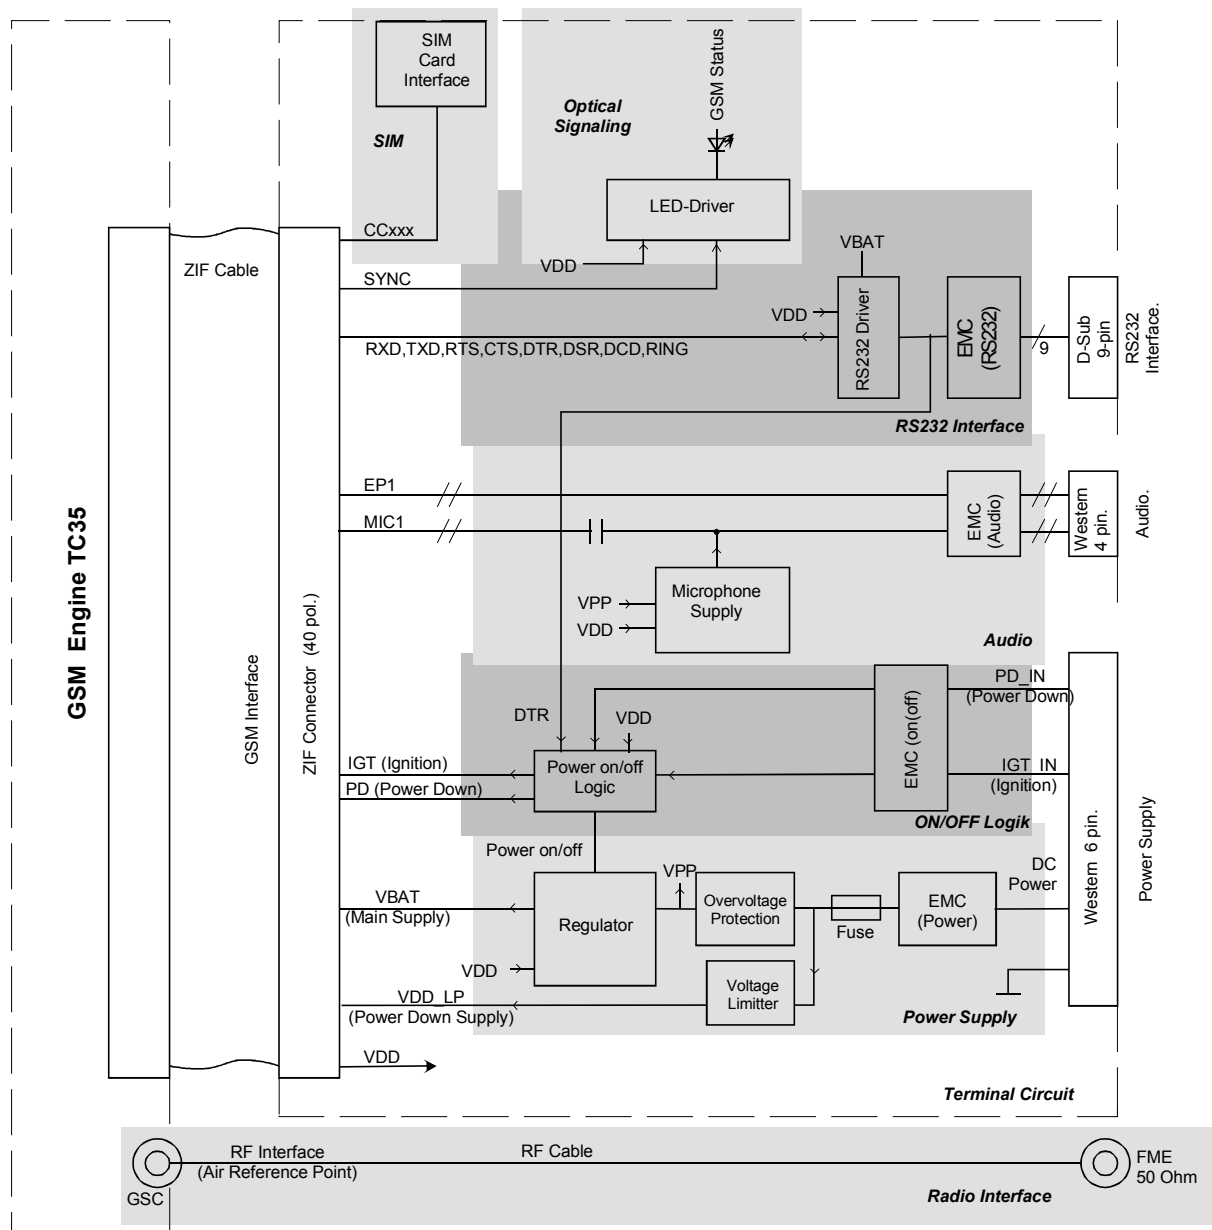 SIM
Card
Interface
SIM
Optical
Signaling
GSM Status
LED-Driver
CCxxx
ZIF Cable
VDD
VBAT
SYNC
VDD
RXD,TXD,RTS,CTS,DTR,DSR,DCD,RING
RS232 Driver
EMC
(RS232)
9
D-Sub
9-pin
RS232
Interface.
RS232 Interface
EP1
MIC1
EMC
(Audio)
Western
4 pin.
Audio.
Microphone
Supply
VPP
VDD
Audio
GSM Engine TC35
GSM Interface
ZIF Connector (40 pol.)
PD_IN
(Power Down)
DTR
VDD
EMC (on(off)
IGT (Ignition)
Power on/off
Logic
IGT_IN
(Ignition)
PD (Power Down)
ON/OFF Logik
Power on/off
Western 6 pin.
Power Supply
VPP
DC
Power
VBAT
(Main Supply)
Regulator
Overvoltage
Protection
Fuse
EMC
(Power)
VDD
VDD_LP
(Power Down Supply)
Voltage
Limitter
Power Supply
VDD
Terminal Circuit
RF Interface
(Air Reference Point)
RF Cable
GSC
FME
50 Ohm
Radio Interface